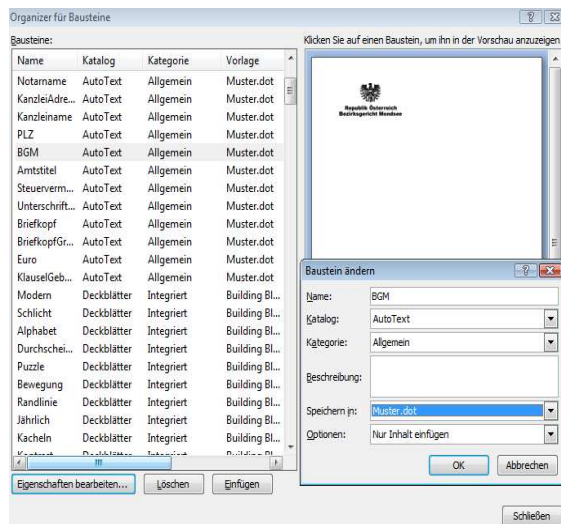 Organizer für Bausteine
Bausteine:
Klicken Sie auf einen Baustein, um ihn in der Vorschau anzuzeigen
Name Katalog Kategorie Vorlage
Notarname AutoText Allgemein Muster.dot
KanzleiAdre... AutoText Allgemein Muster.dot
Kanzleiname AutoText Allgemein Muster.dot
PLZ AutoText Allgemein Muster.dot
BGM AutoText Allgemein Muster.dot
Amtstitel AutoText Allgemein Muster.dot
Steuerverm... AutoText Allgemein Muster.dot
Unterschrift... AutoText Allgemein Muster.dot
Briefkopf AutoText Allgemein Muster.dot
BriefkopfGr... AutoText Allgemein Muster.dot
Euro AutoText Allgemein Muster.dot
KlauselGeb... AutoText Allgemein Muster.dot
Modern Deckblätter Integriert Building Bl...
Schlicht Deckblätter Integriert Building Bl...
Alphabet Deckblätter Integriert Building Bl...
Durchschei... Deckblätter Integriert Building Bl...
Puzzle Deckblätter Integriert Building Bl...
Bewegung Deckblätter Integriert Building Bl...
Randlinie Deckblätter Integriert Building Bl...
Jährlich Deckblätter Integriert Building Bl...
Kacheln Deckblätter Integriert Building Bl...
Kontrast Deckblätter Integriert Building Bl...
Eigenschaften bearbeiten... Löschen Einfügen
Republik Österreich
Bezirksgericht Mondsee
Baustein ändern
Name: BGM
Katalog: AutoText
Kategorie: Allgemein
Beschreibung:
Speichern in: Muster.dot
Optionen: Nur Inhalt einfügen
OK Abbrechen
Schließen